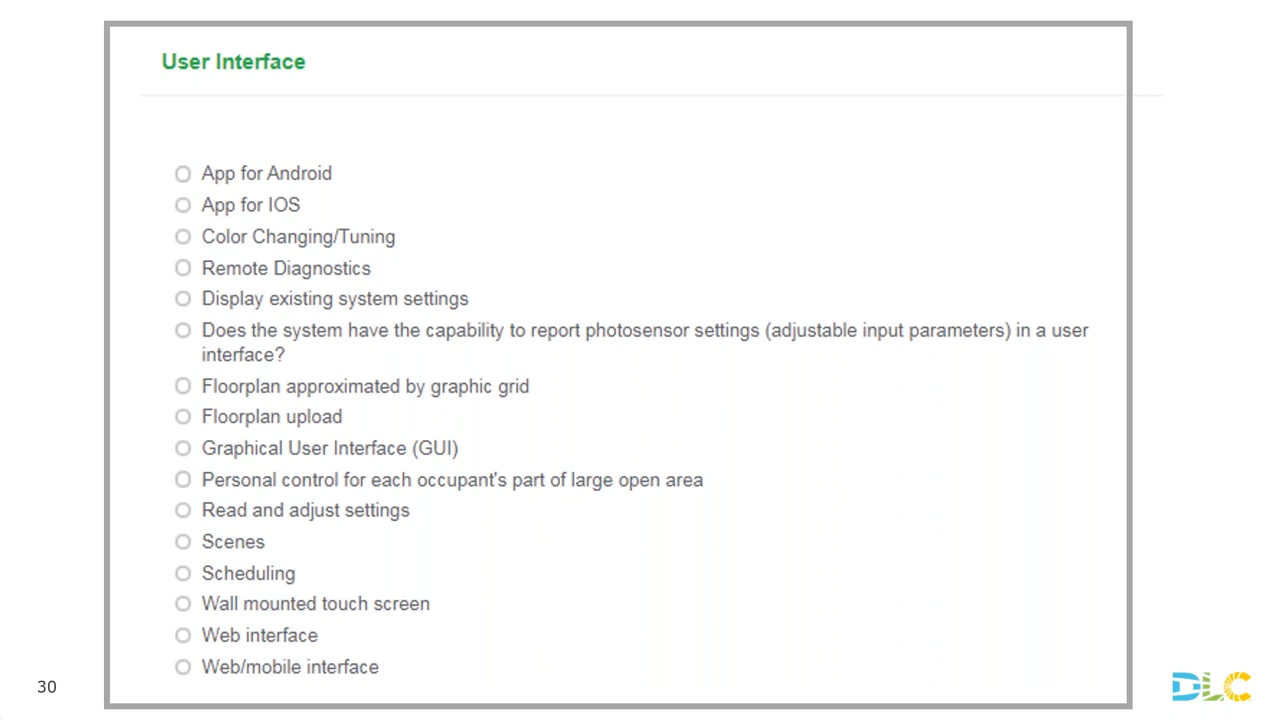 User Interface
App for Android
App for IOS
Color Changing/Tuning
Remote Diagnostics
Display existing system settings
Does the system have the capability to report photosensor settings (adjustable input parameters) in a user
interface?
Floorplan approximated by graphic grid
Floorplan upload
Graphical User Interface (GUI)
Personal control for each occupant's part of large open area
Read and adjust settings
Scenes
Scheduling
Wall mounted touch screen
Web interface
Web/mobile interface
30
DLC